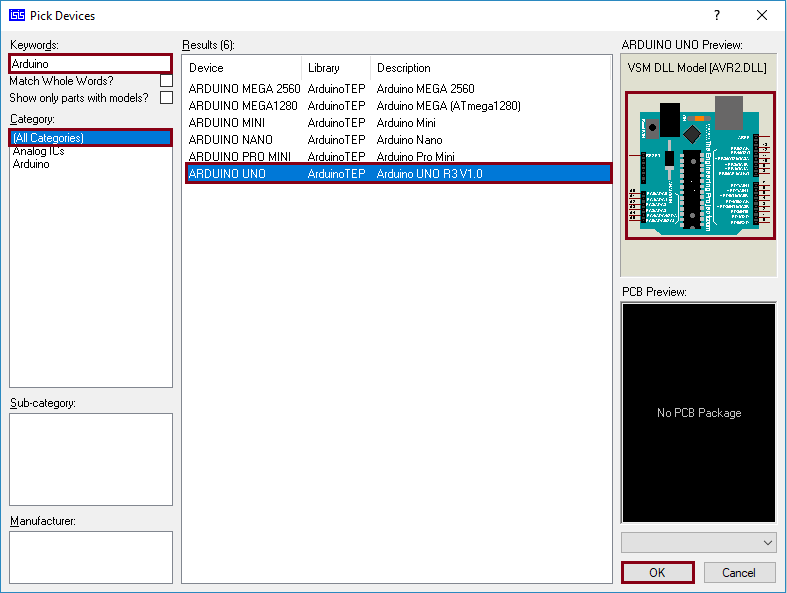 ISIS Pick Devices
?
Keywords:
Arduino
Match Whole Words?
Show only parts with models?
Category:
(All Categories)
Analog ICs
Arduino
Sub-category:
Manufacturer:
Results (6):
Device Library Description
ARDUINO MEGA 2560 ArduinoTEP Arduino MEGA 2560
ARDUINO MEGA1280 ArduinoTEP Arduino MEGA (ATmega1280)
ARDUINO MINI ArduinoTEP Arduino Mini
ARDUINO NANO ArduinoTEP Arduino Nano
ARDUINO PRO MINI ArduinoTEP Arduino Pro Mini
ARDUINO UNO ArduinoTEP Arduino UNO R3 V1.0
ARDUINO UNO Preview:
VSM DLL Model [AVR2.DLL]
PCB Preview:
No PCB Package
OK
Cancel